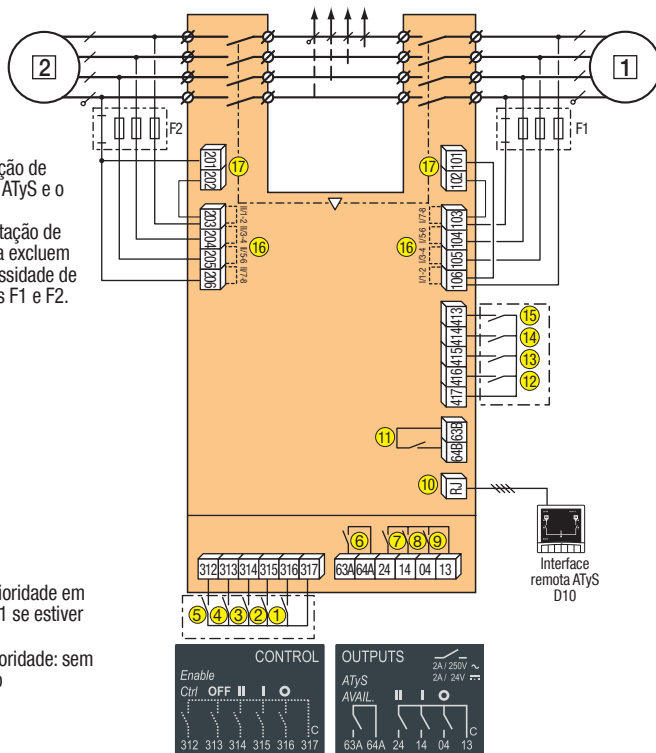 2
1
F2
F1
201
202
17
17
101
102
ção de
ATyS e o
tação de
a excluem
ssidade de
s F1 e F2.
203
204
205
206
II/1-2
II/3-4
II/5-6
II/7-8
16
16
I/7-8
I/5-6
I/3-4
I/1-2
103
104
105
106
413
414
415
416
417
15
14
13
12
11
63B
64B
10
RJ
Interface
remota ATyS
D10
6
7
8
9
312
313
314
315
316
317
63A
64A
24
14
04
13
5
4
3
2
1
ioridade em
1 se estiver
oridade: sem
o
CONTROL
Enable
Ctrl OFF II I O
C
312 313 314 315 316 317
OUTPUTS
2A / 250V ~
2A / 24V
ATyS
AVAIL. II I O
C
63A 64A 24 14 04 13